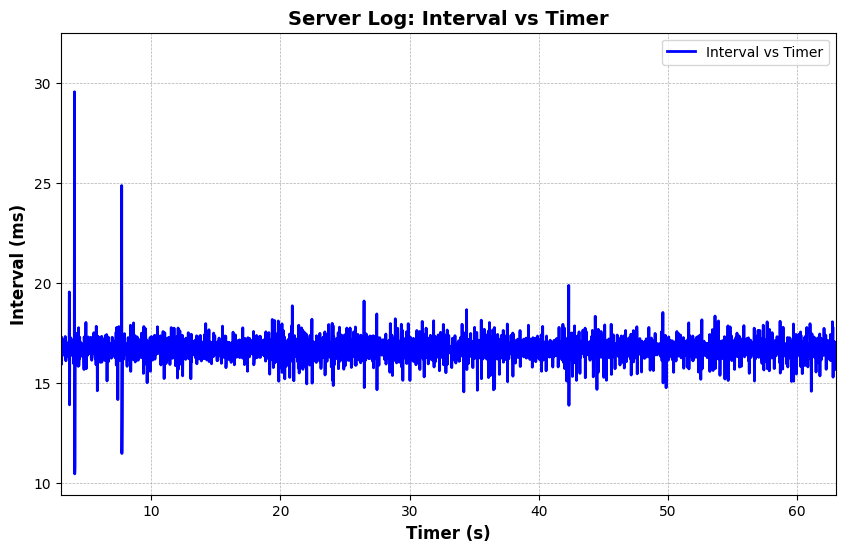 Server Log: Interval vs Timer
Interval vs Timer
30
25
20
15
10
Interval (ms)
10 20 30 40 50 60
Timer (s)